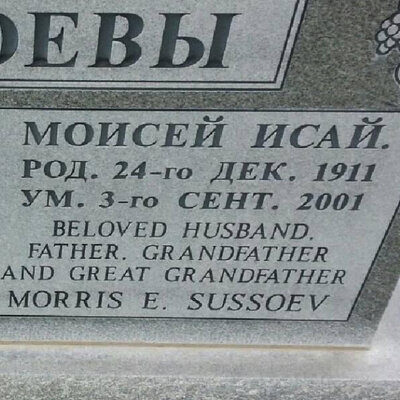 ОЕВЫ
МОИСЕЙ ИСАЙ.
РОД. 24-го ДЕК. 1911
УМ. 3-го СЕНТ. 2001
BELOVED HUSBAND,
FATHER, GRANDFATHER
AND GREAT GRANDFATHER
MORRIS E. SUSSOEV